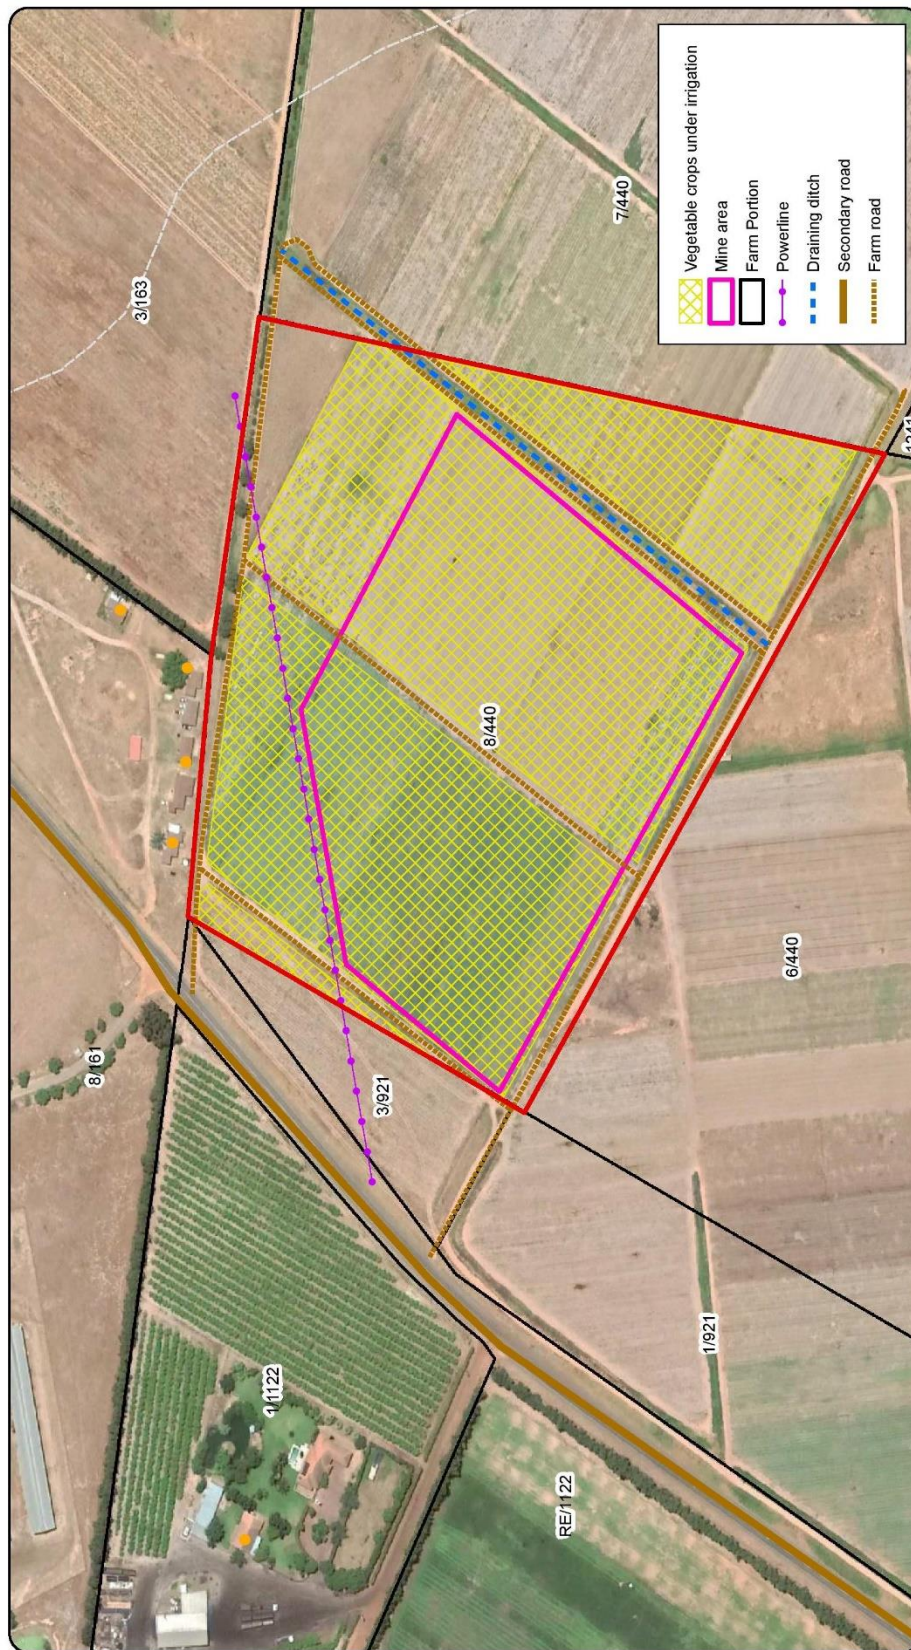 3/163
7/440
8/440
8/161
3/921
6/440
1/1122
1/921
RE/1122
Vegetable crops under irrigation
Mine area
Farm Portion
Powerline
Draining ditch
Secondary road
Farm road